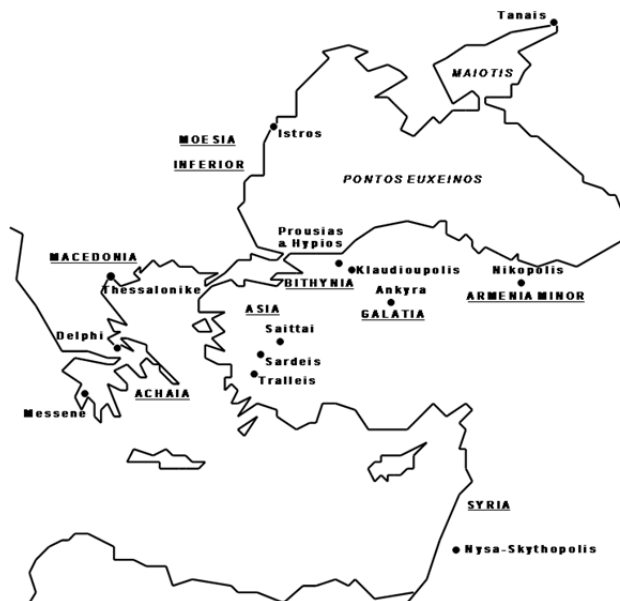 Tanais
MAIOTIS
Istros
MOESIA
INFERIOR
PONTOS EUXEINOS
Prousias
a. Hypios
MACEDONIA
Klaudioupolis
Nikopolis
Thessalonike
BITHYNIA
Ankyra
ARMENIA MINOR
ASIA
GALATIA
Saittai
Delphi
Sardeis
Tralleis
ACHAIA
Messene
SYRIA
Nysa-Skythopolis